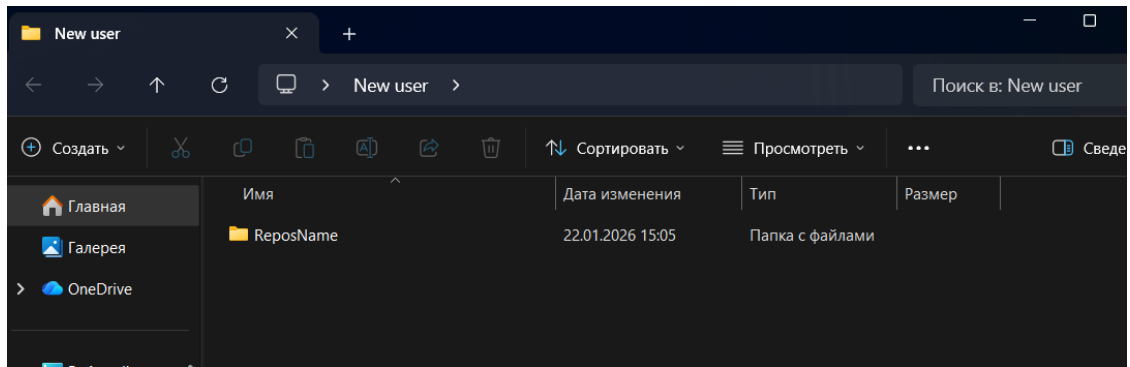 New user
New user
Поиск в: New user
Создать
Сортировать
Просмотреть
Имя
Дата изменения
Тип
Размер
Главная
ReposName
22.01.2026 15:05
Папка с файлами
Галерея
OneDrive